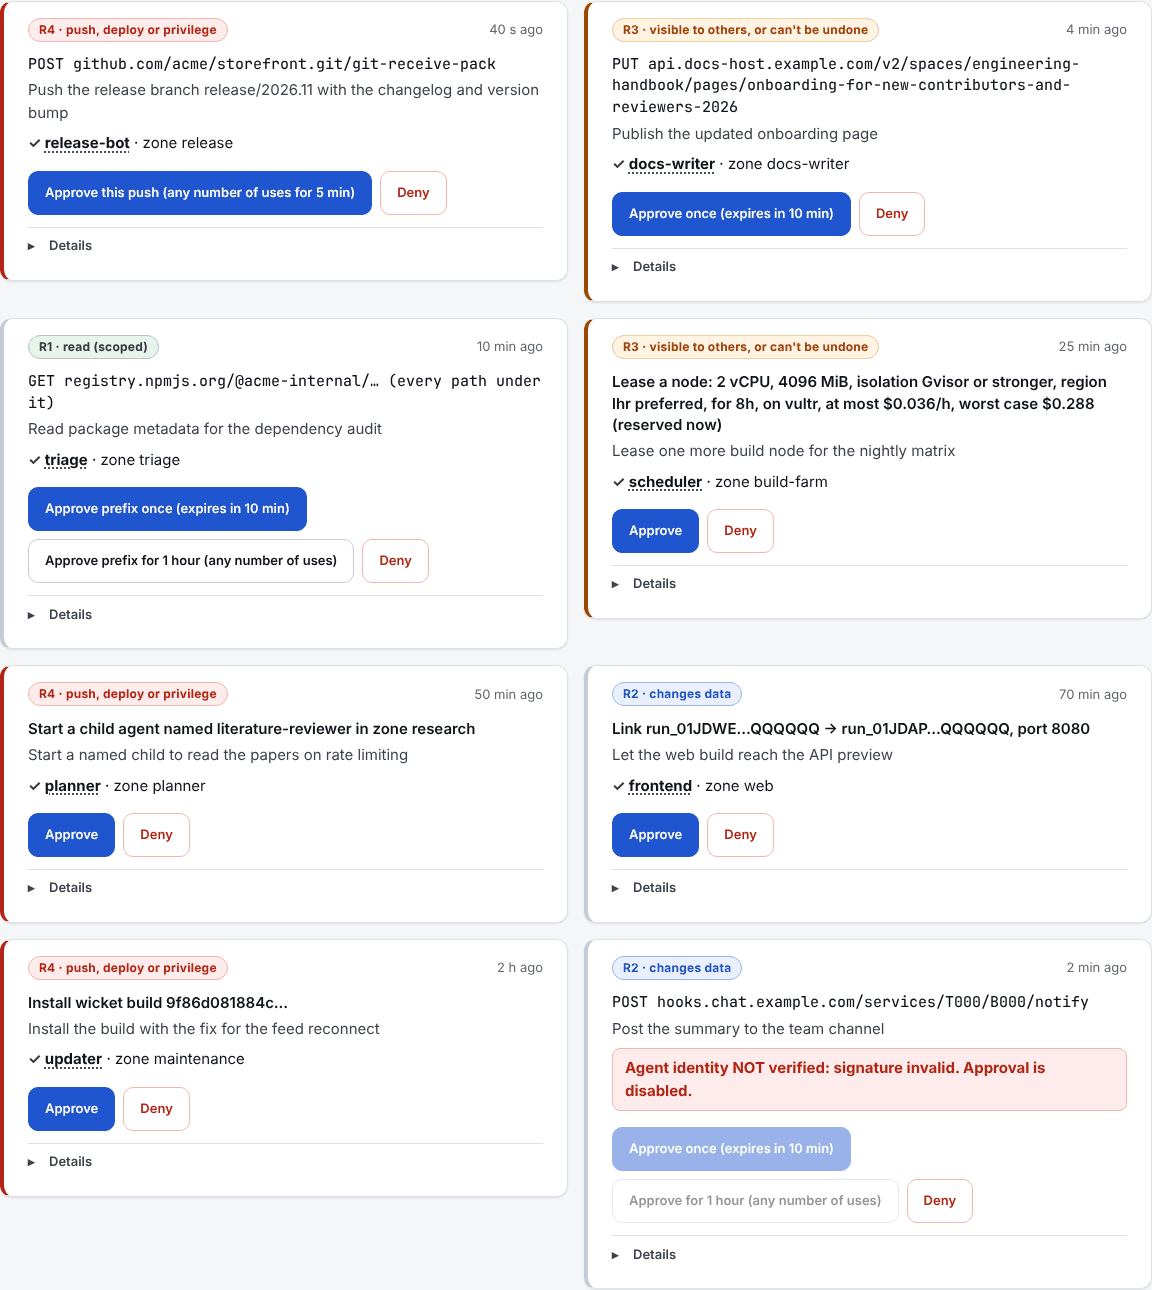 R4 · push, deploy or privilege
40 s ago
POST github.com/acme/storefront.git/git-receive-pack
Push the release branch release/2026.11 with the changelog and version
bump
✓ release-bot · zone release
Approve this push (any number of uses for 5 min)
Deny
▸ Details
R3 · visible to others, or can't be undone
4 min ago
PUT api.docs-host.example.com/v2/spaces/engineering-
handbook/pages/onboarding-for-new-contributors-and-
reviewers-2026
Publish the updated onboarding page
✓ docs-writer · zone docs-writer
Approve once (expires in 10 min)
Deny
▸ Details
R1 · read (scoped)
10 min ago
GET registry.npmjs.org/@acme-internal/… (every path under
it)
Read package metadata for the dependency audit
✓ triage · zone triage
Approve prefix once (expires in 10 min)
Approve prefix for 1 hour (any number of uses)
Deny
▸ Details
R3 · visible to others, or can't be undone
25 min ago
Lease a node: 2 vCPU, 4096 MiB, isolation Gvisor or stronger, region
lhr preferred, for 8h, on vultr, at most $0.036/h, worst case $0.288
(reserved now)
Lease one more build node for the nightly matrix
✓ scheduler · zone build-farm
Approve
Deny
▸ Details
R4 · push, deploy or privilege
50 min ago
Start a child agent named literature-reviewer in zone research
Start a named child to read the papers on rate limiting
✓ planner · zone planner
Approve
Deny
▸ Details
R2 · changes data
70 min ago
Link run_01JDWE…QQQQQQ → run_01JDAP…QQQQQQ, port 8080
Let the web build reach the API preview
✓ frontend · zone web
Approve
Deny
▸ Details
R4 · push, deploy or privilege
2 h ago
Install wicket build 9f86d081884c…
Install the build with the fix for the feed reconnect
✓ updater · zone maintenance
Approve
Deny
▸ Details
R2 · changes data
2 min ago
POST hooks.chat.example.com/services/T000/B000/notify
Post the summary to the team channel
Agent identity NOT verified: signature invalid. Approval is
disabled.
Approve once (expires in 10 min)
Approve for 1 hour (any number of uses)
Deny
▸ Details